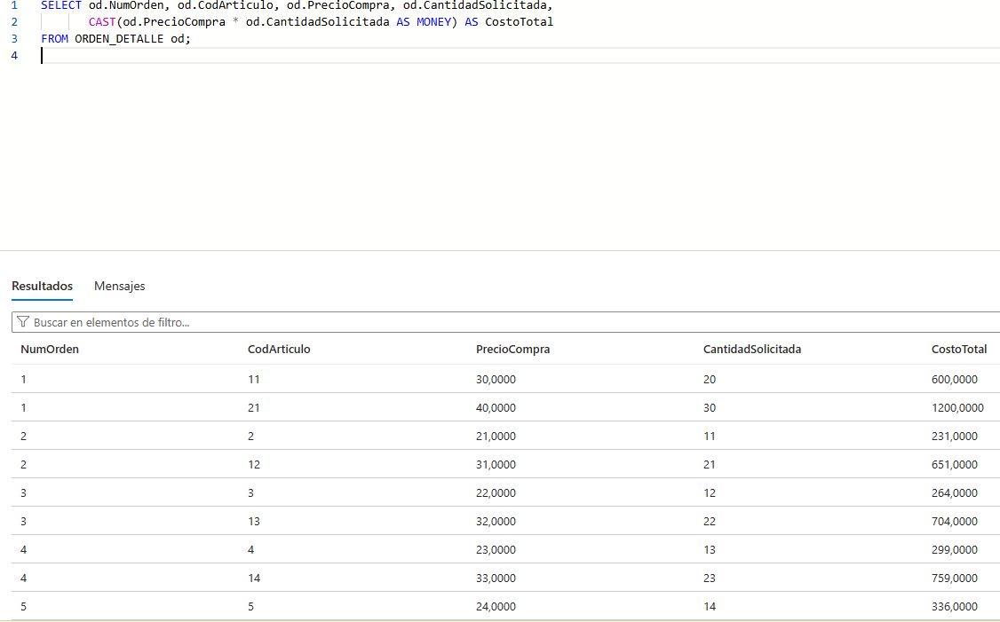 1 SELECT od.NumOrden, od.CodArticulo, od.PrecioCompra, od.CantidadSolicitada,
2 CAST(od.PrecioCompra * od.CantidadSolicitada AS MONEY) AS CostoTotal
3 FROM ORDEN_DETALLE od;
4
Resultados Mensajes
Buscar en elementos de filtro...
NumOrden CodArticulo PrecioCompra CantidadSolicitada CostoTotal
1 11 30,0000 20 600,0000
1 21 40,0000 30 1200,0000
2 2 21,0000 11 231,0000
2 12 31,0000 21 651,0000
3 3 22,0000 12 264,0000
3 13 32,0000 22 704,0000
4 4 23,0000 13 299,0000
4 14 33,0000 23 759,0000
5 5 24,0000 14 336,0000